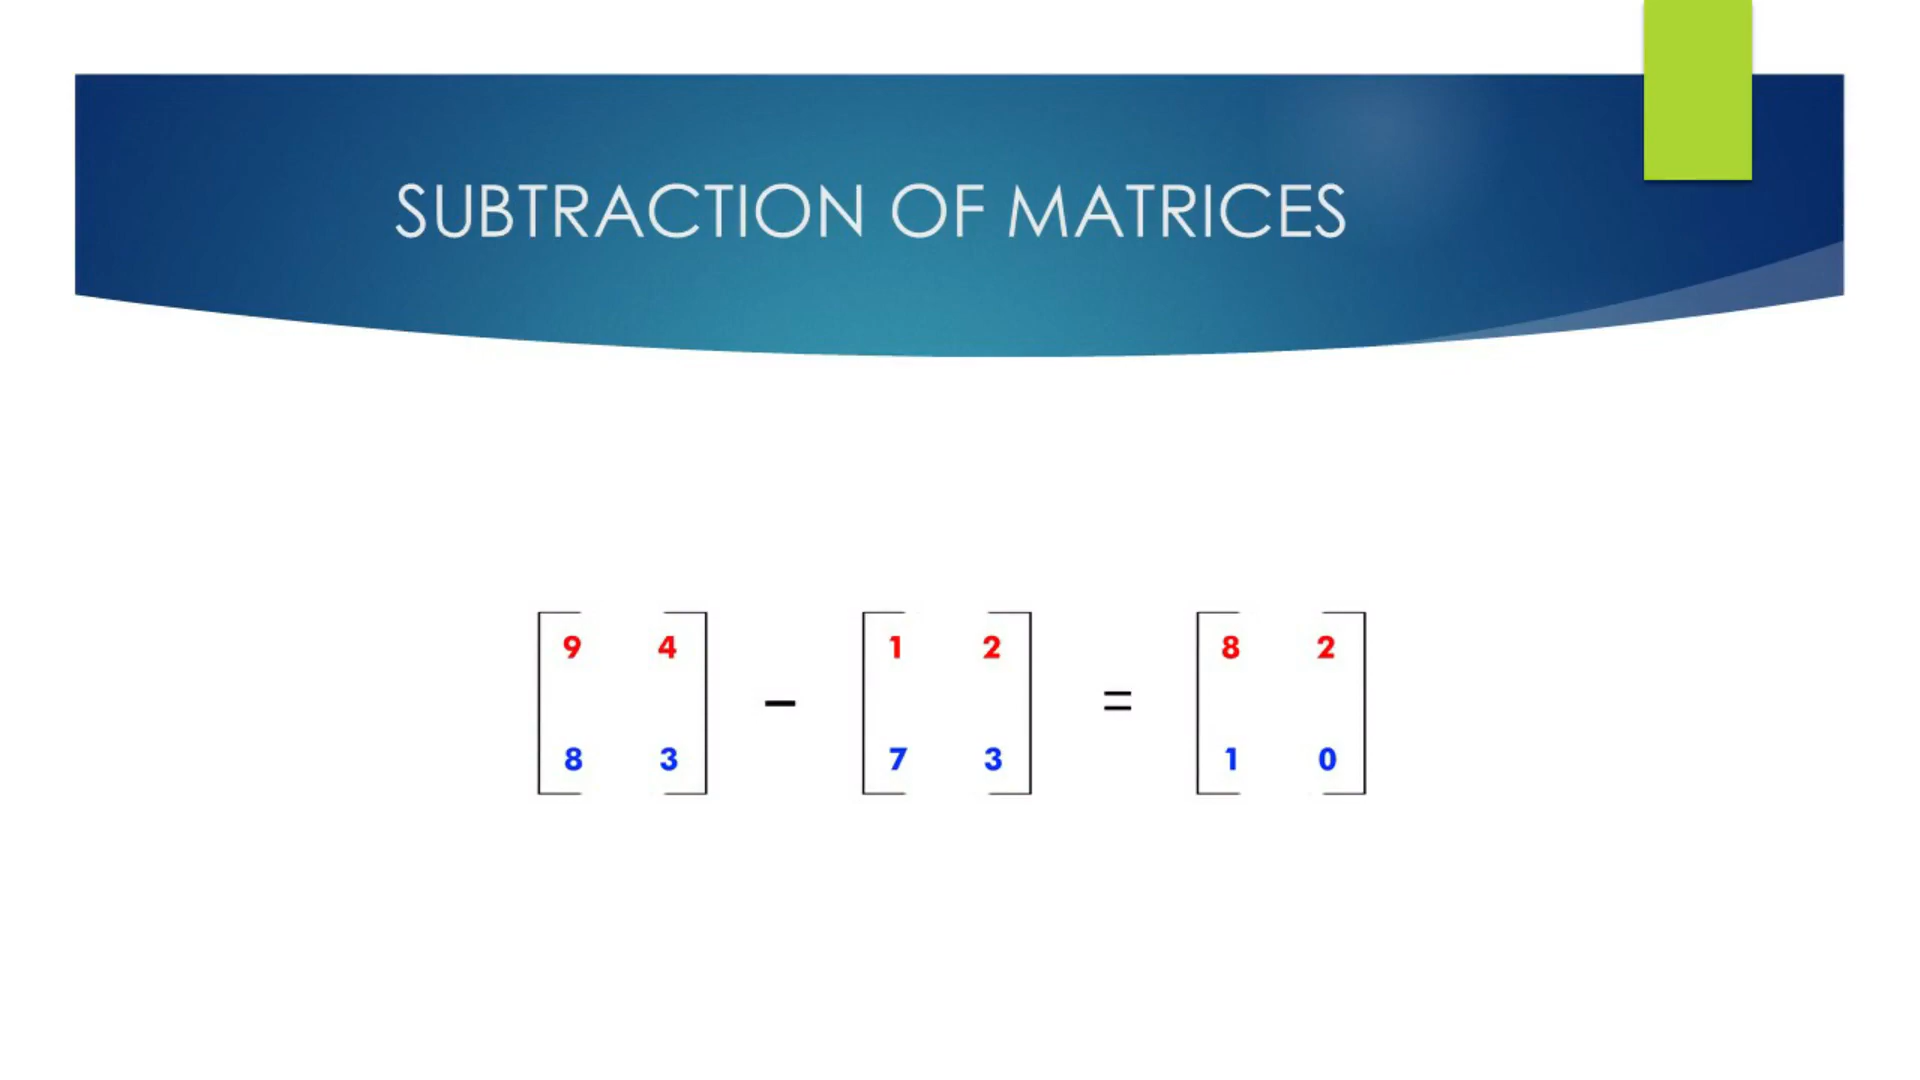 SUBTRACTION OF MATRICES
9 4 1 2 8 2
– =
8 3 7 3 1 0